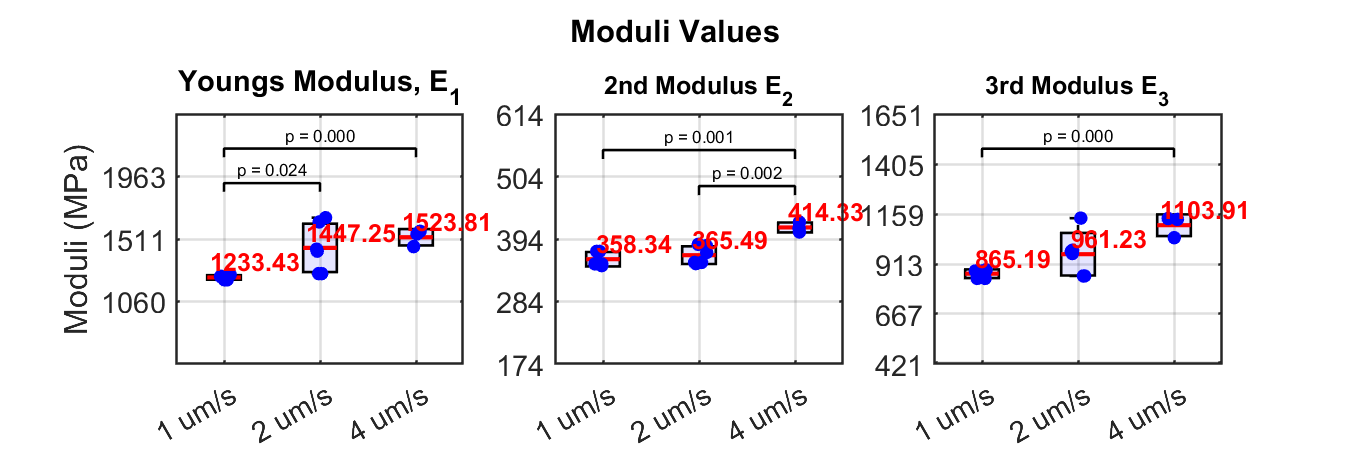 Moduli Values
Youngs Modulus, E1
Moduli (MPa)
1963
1511
1060
p = 0.000
p = 0.024
1233.43
1447.25
1523.81
1 um/s
2 um/s
4 um/s
2nd Modulus E2
614
504
394
284
174
p = 0.001
p = 0.002
358.34
365.49
414.33
1 um/s
2 um/s
4 um/s
3rd Modulus E3
1651
1405
1159
913
667
421
p = 0.000
865.19
961.23
1103.91
1 um/s
2 um/s
4 um/s